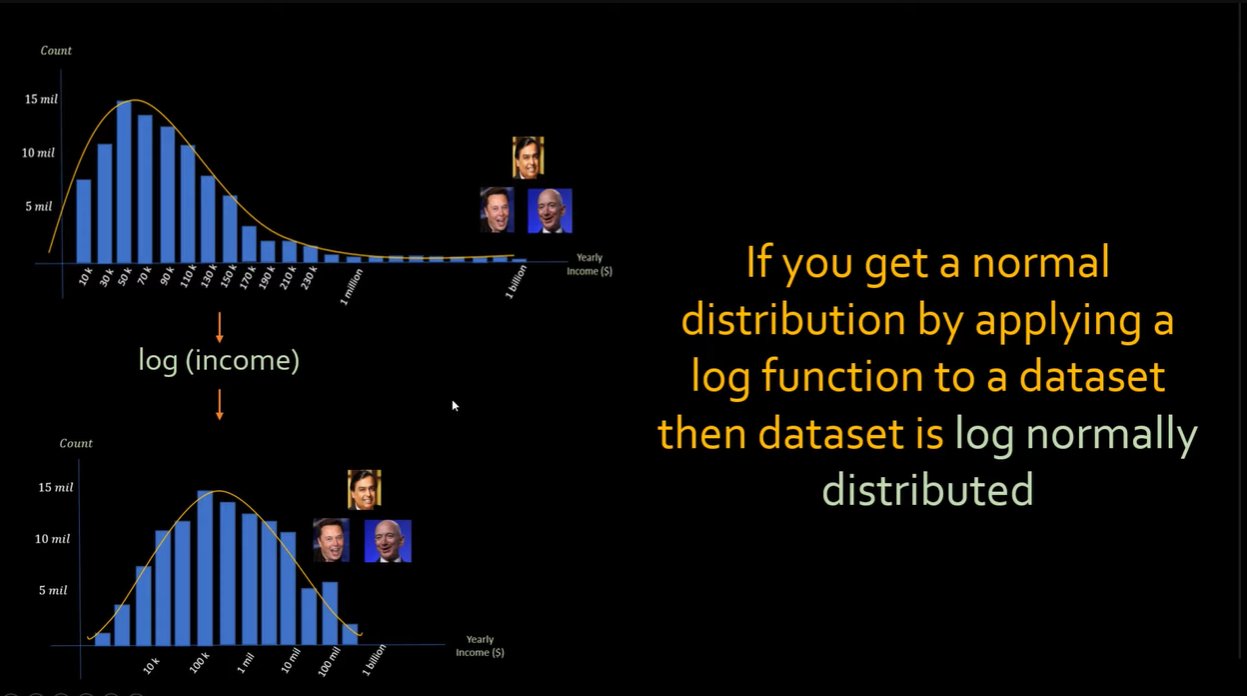 Count
15 mil
10 mil
5 mil
10 k
30 k
50 k
70 k
90 k
110 k
130 k
150 k
170 k
190 k
210 k
230 k
1 million
1 billion
Yearly
Income ($)
log (income)
Count
15 mil
10 mil
5 mil
10 k
100 k
1 mil
10 mil
100 mil
1 billion
Yearly
Income ($)
If you get a normal
distribution by applying a
log function to a dataset
then dataset is log normally
distributed